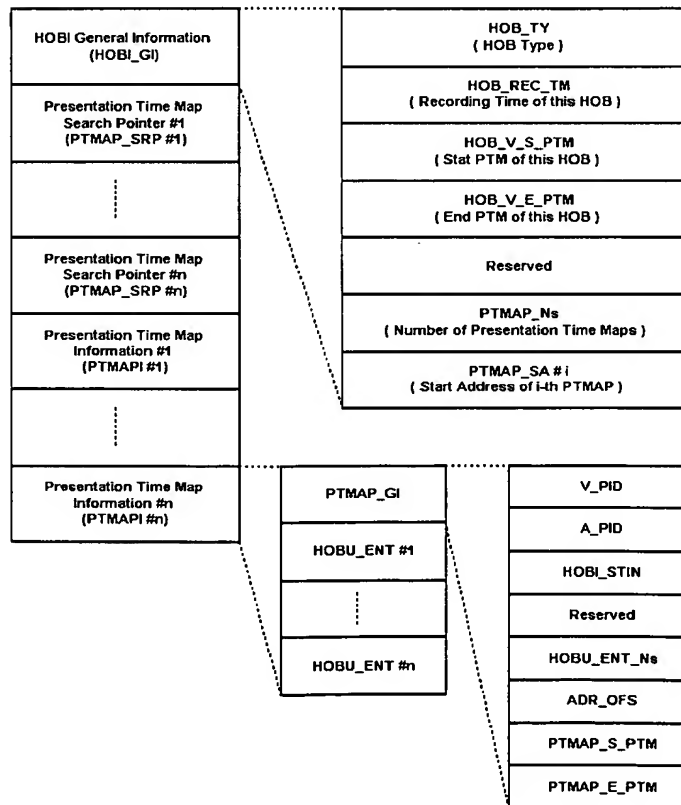 HOBI General Information
(HOBI_GI)
Presentation Time Map
Search Pointer #1
(PTMAP_SRP #1)
Presentation Time Map
Search Pointer #n
(PTMAP_SRP #n)
Presentation Time Map
Information #1
(PTMAPI #1)
Presentation Time Map
Information #n
(PTMAPI #n)
HOB_TY
( HOB Type )
HOB_REC_TM
( Recording Time of this HOB )
HOB_V_S_PTM
( Stat PTM of this HOB )
HOB_V_E_PTM
( End PTM of this HOB )
Reserved
PTMAP_Ns
( Number of Presentation Time Maps )
PTMAP_SA # i
( Start Address of i-th PTMAP )
PTMAP_GI
HOBU_ENT #1
HOBU_ENT #n
V_PID
A_PID
HOBI_STIN
Reserved
HOBU_ENT_Ns
ADR_OFS
PTMAP_S_PTM
PTMAP_E_PTM